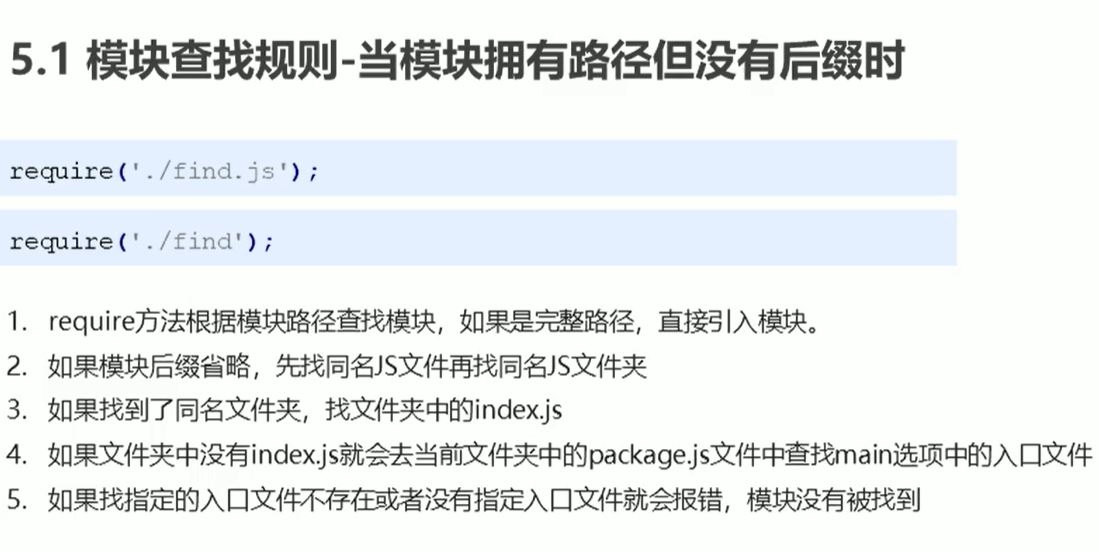 5.1 模块查找规则-当模块拥有路径但没有后缀时
require('./find.js');
require('./find');
1. require方法根据模块路径查找模块，如果是完整路径，直接引入模块。
2. 如果模块后缀省略，先找同名JS文件再找同名JS文件夹
3. 如果找到了同名文件夹，找文件夹中的index.js
4. 如果文件夹中没有index.js就会去当前文件夹中的package.js文件中查找main选项中的入口文件
5. 如果找指定的入口文件不存在或者没有指定入口文件就会报错，模块没有被找到